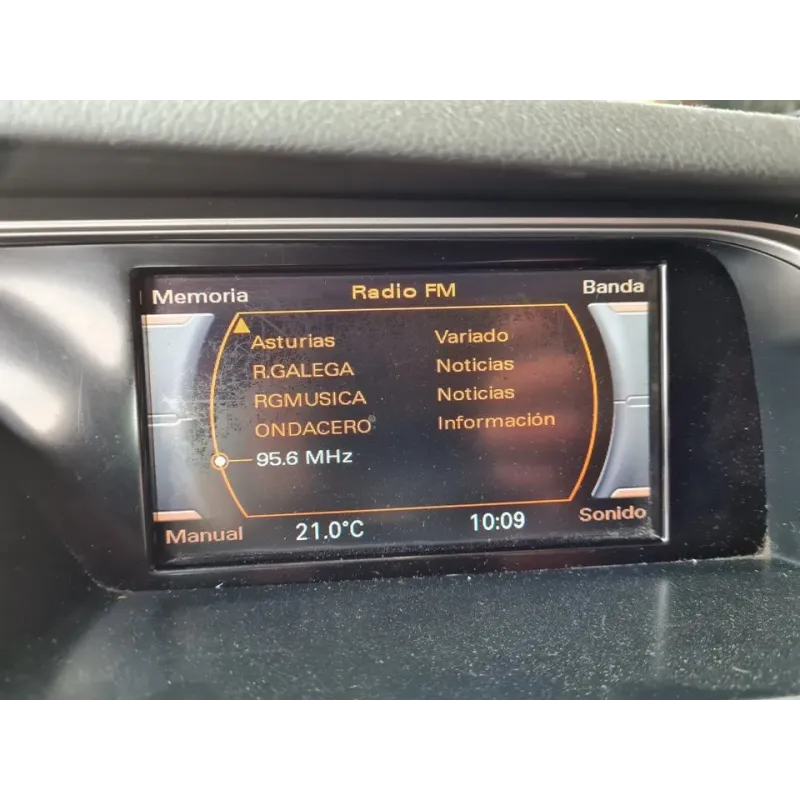 Memoria Radio FM Banda
Asturias Variado
R.GALEGA Noticias
RGMUSICA Noticias
ONDACERO Información
95.6 MHz
Manual 21.0°C 10:09 Sonido